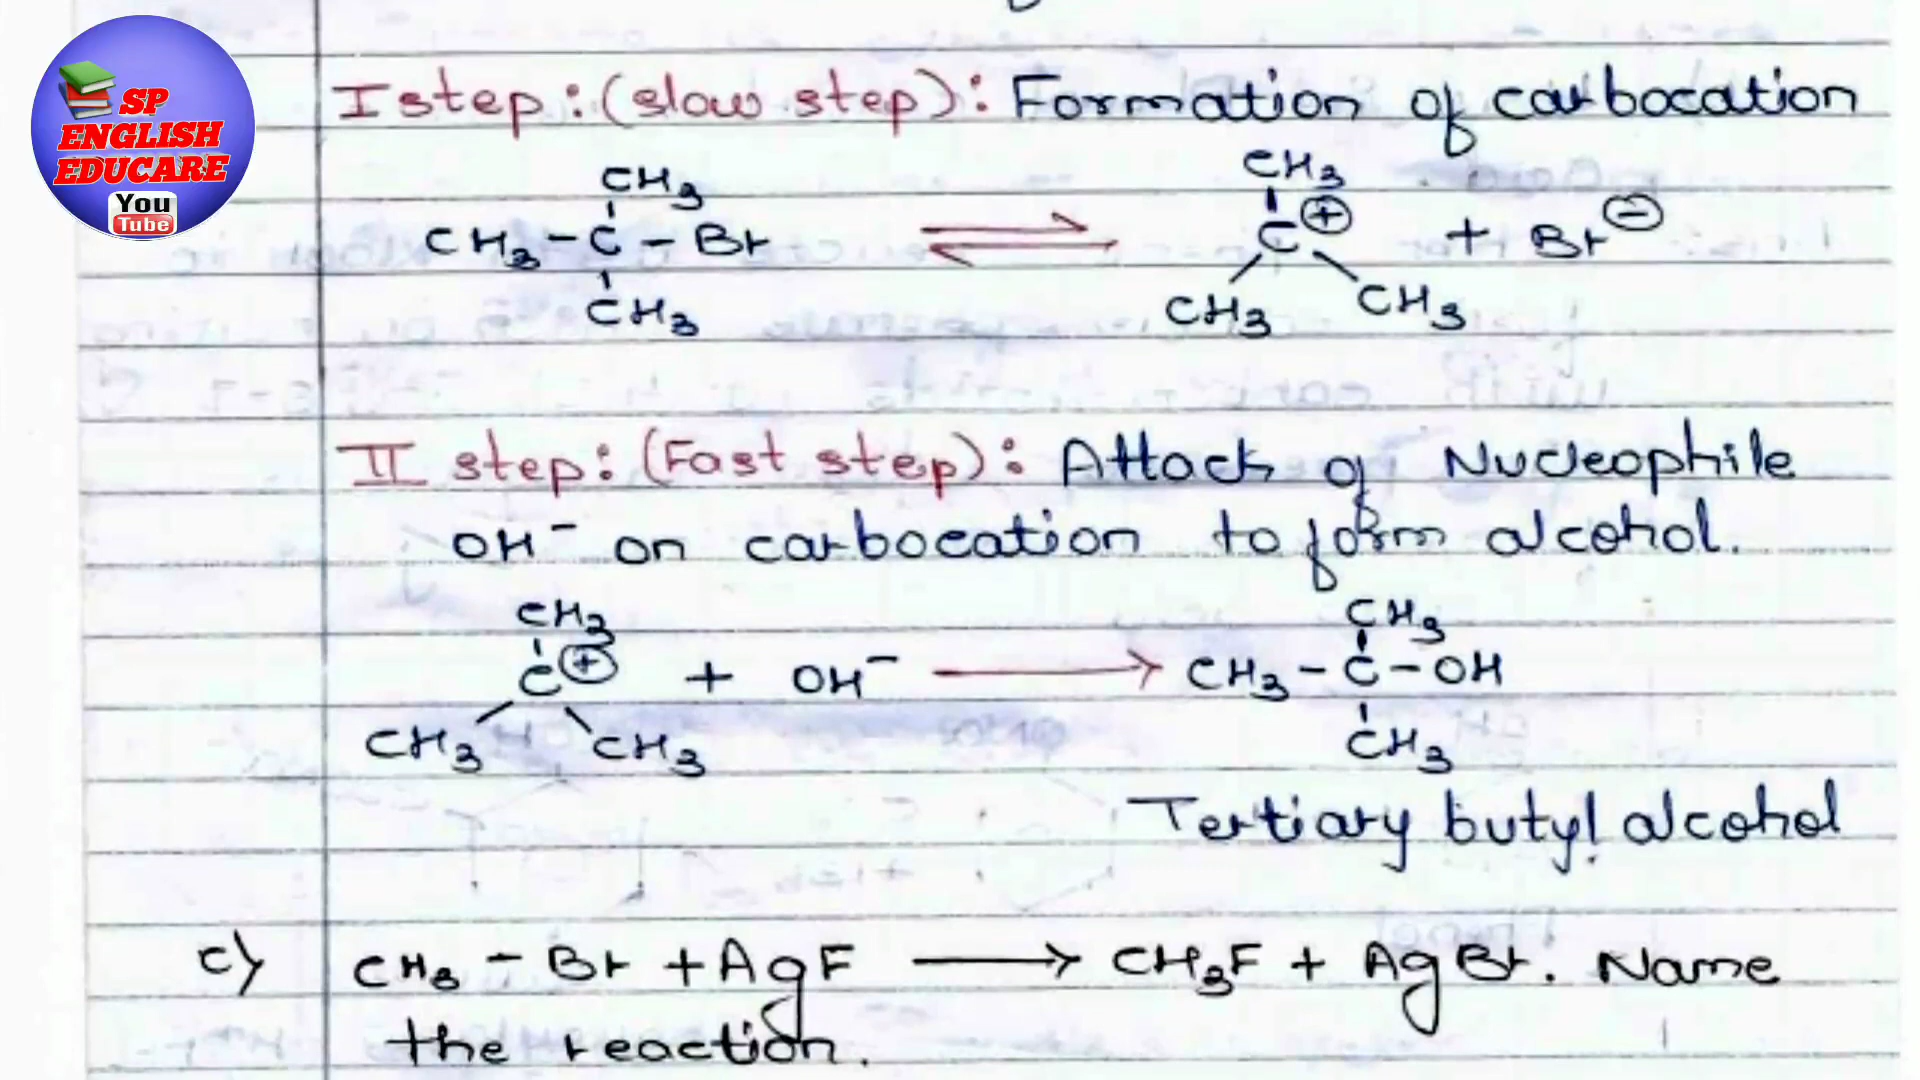 SP
ENGLISH
EDUCARE
You
Tube
I step: (slow step): Formation of carbocation
CH3
CH3 - C - Br ⇌ C⊕ + Br⊖
CH3
CH3
CH3 CH3
II step: (Fast step): Attack of Nucleophile
OH⁻ on carbocation to form alcohol.
CH3
C⊕ + OH⁻ → CH3 - C - OH
CH3 CH3
CH3
CH3
Tertiary butyl alcohol
c) CH3 - Br + AgF → CH3F + AgBr. Name
the reaction.